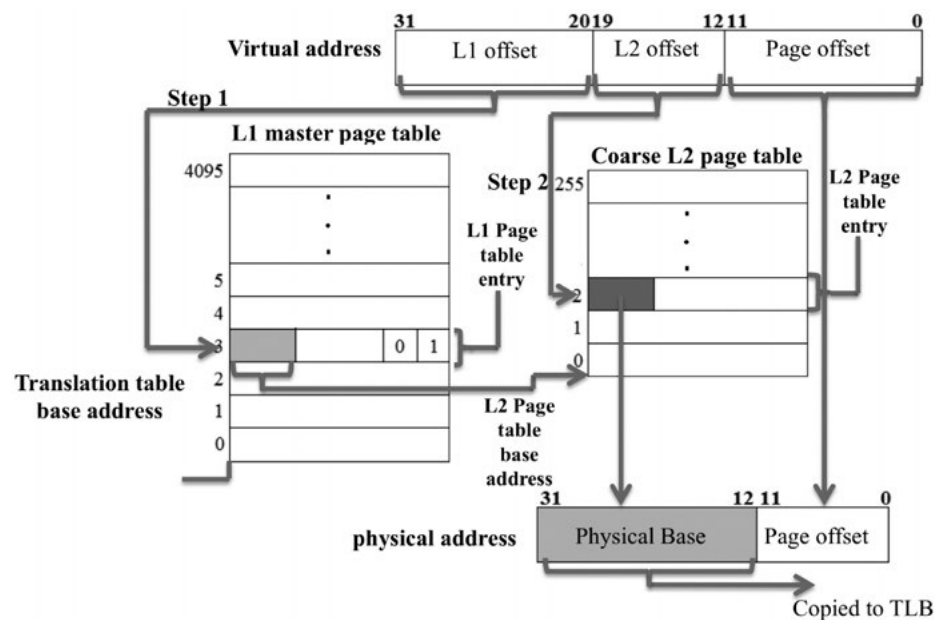 31 20 19 12 11 0
Virtual address L1 offset L2 offset Page offset
Step 1
L1 master page table
4095
5
4
3 0 1
2
1
0
L1 Page
table
entry
Translation table
base address
Coarse L2 page table
Step 2
255
2
1
0
L2 Page
table
entry
L2 Page
table
base
address
31 12 11 0
physical address Physical Base Page offset
Copied to TLB